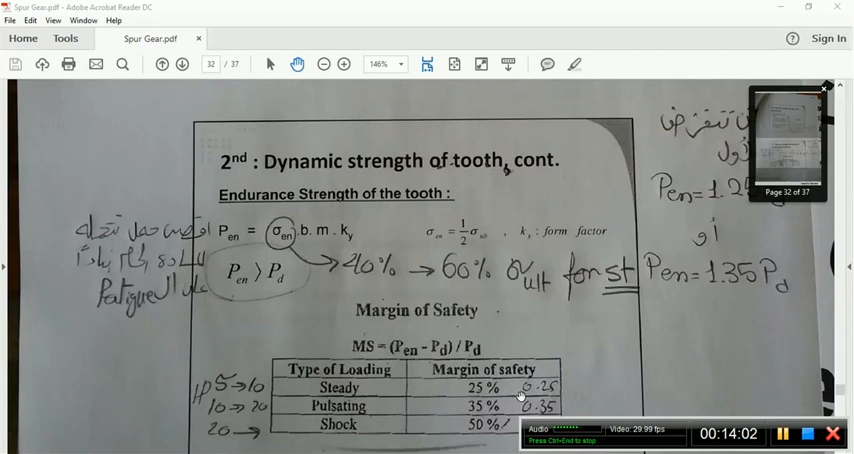 Spur Gear.pdf - Adobe Acrobat Reader DC
File Edit View Window Help
Home Tools Spur Gear.pdf × ? Sign In
32 / 37 146%
2nd : Dynamic strength of tooth, cont.
Endurance Strength of the tooth :
Pen = σen .b. m. ky σen = 1/2 σult , ky : form factor
Pen > Pd → 40% → 60% σult for st
Margin of Safety
MS = (Pen - Pd) / Pd
Type of Loading Margin of safety
HP 5 → 10 Steady 25 % 0.25
10 → 20 Pulsating 35 % 0.35
20 → Shock 50 %
أو
Pen = 1.35 Pd
Page 32 of 37
Audio Video: 29.99 fps 00:14:02
Press Ctrl+End to stop